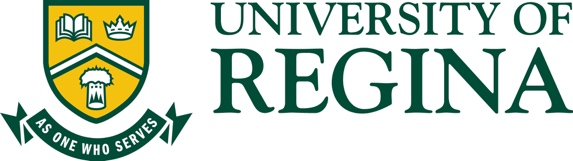 UNIVERSITY OF
REGINA
AS ONE WHO SERVES